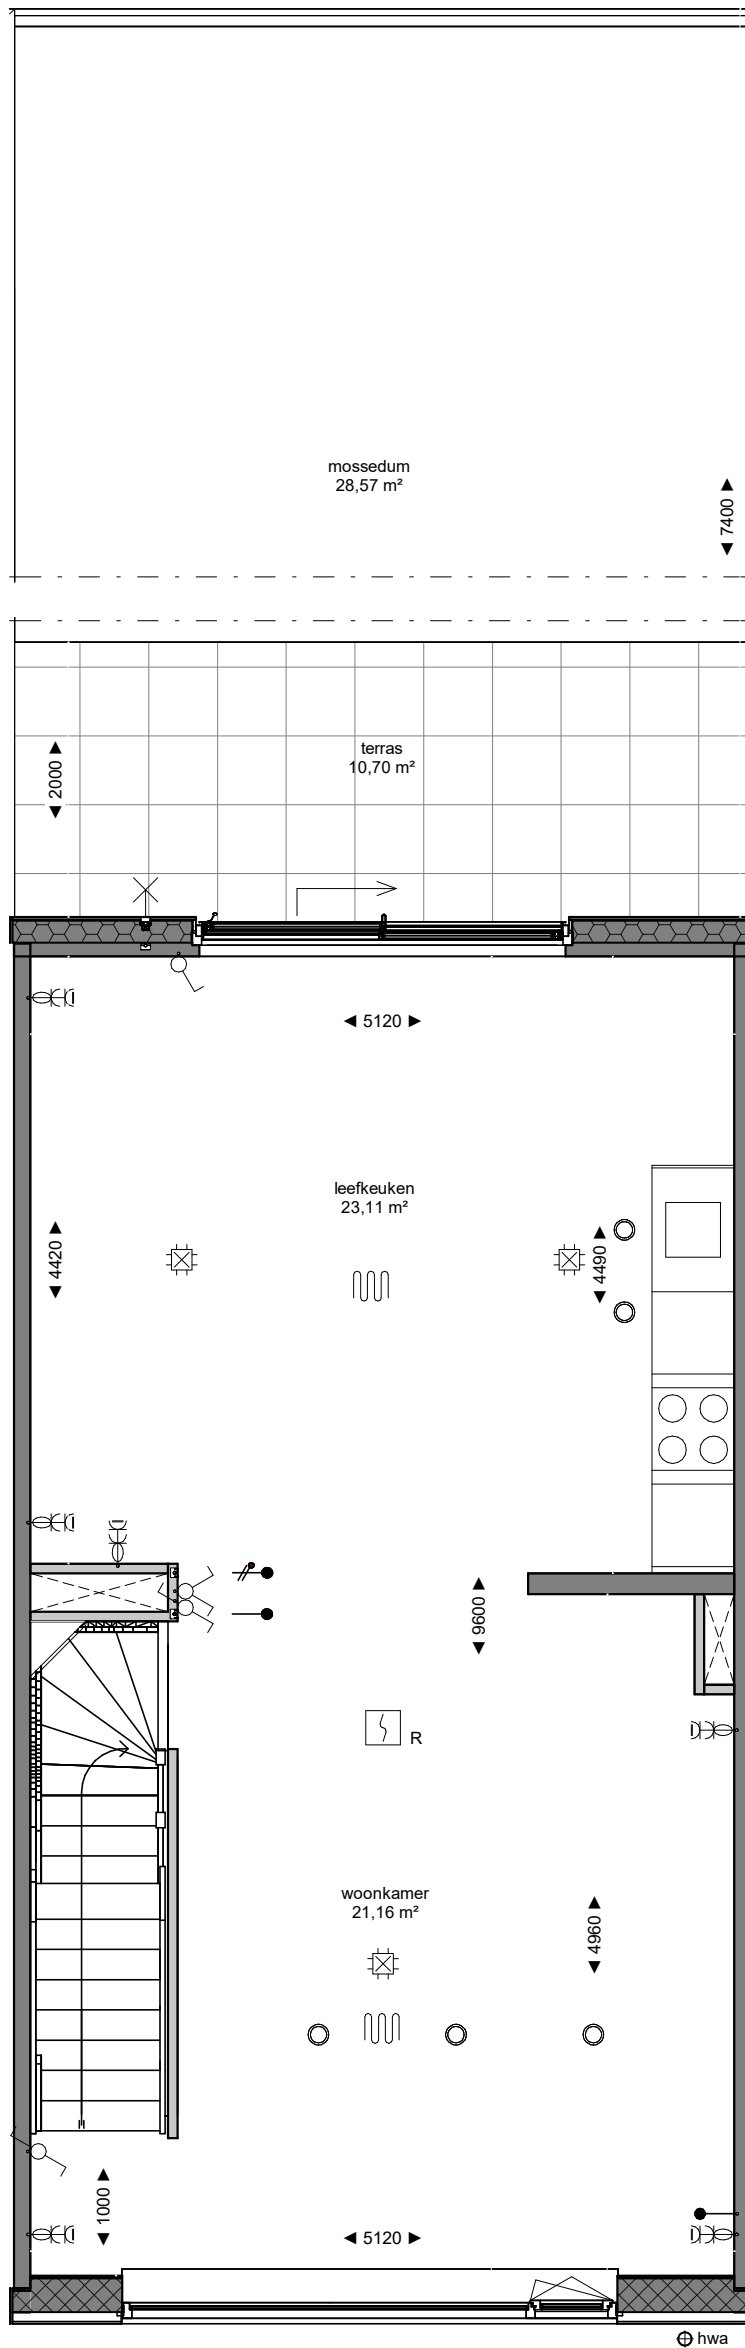 mossedum
28,57 m²
7400
terras
10,70 m²
2000
5120
leefkeuken
23,11 m²
4420
4490
9600
R
woonkamer
21,16 m²
4960
1000
5120
hwa